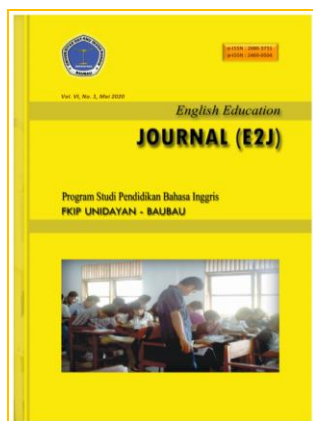 Vol. VI, No. 1, Mei 2020
English Education
JOURNAL (E2J)
Program Studi Pendidikan Bahasa Inggris
FKIP UNIDAYAN - BAUBAU